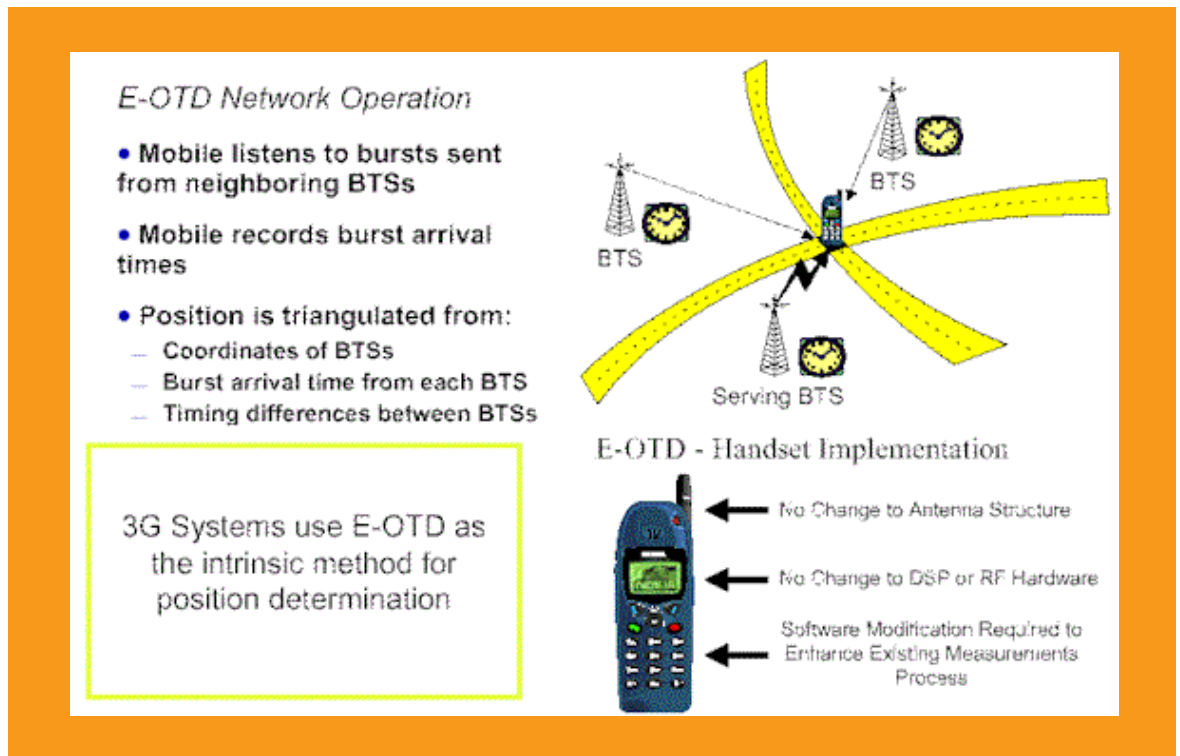 E-OTD Network Operation
• Mobile listens to bursts sent
from neighboring BTSs
• Mobile records burst arrival
times
• Position is triangulated from:
— Coordinates of BTSs
— Burst arrival time from each BTS
— Timing differences between BTSs
3G Systems use E-OTD as
the intrinsic method for
position determination
BTS
BTS
Serving BTS
E-OTD - Handset Implementation
No Change to Antenna Structure
No Change to DSP or RF Hardware
Software Modification Required to
Enhance Existing Measurements
Process